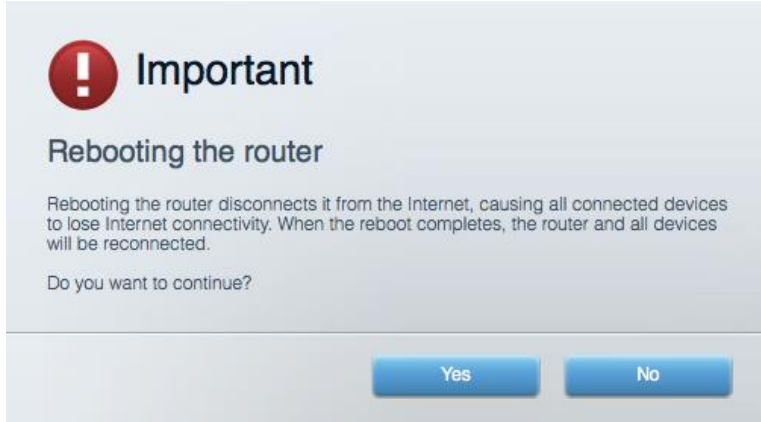 Important
Rebooting the router
Rebooting the router disconnects it from the Internet, causing all connected devices
to lose Internet connectivity. When the reboot completes, the router and all devices
will be reconnected.
Do you want to continue?
Yes
No